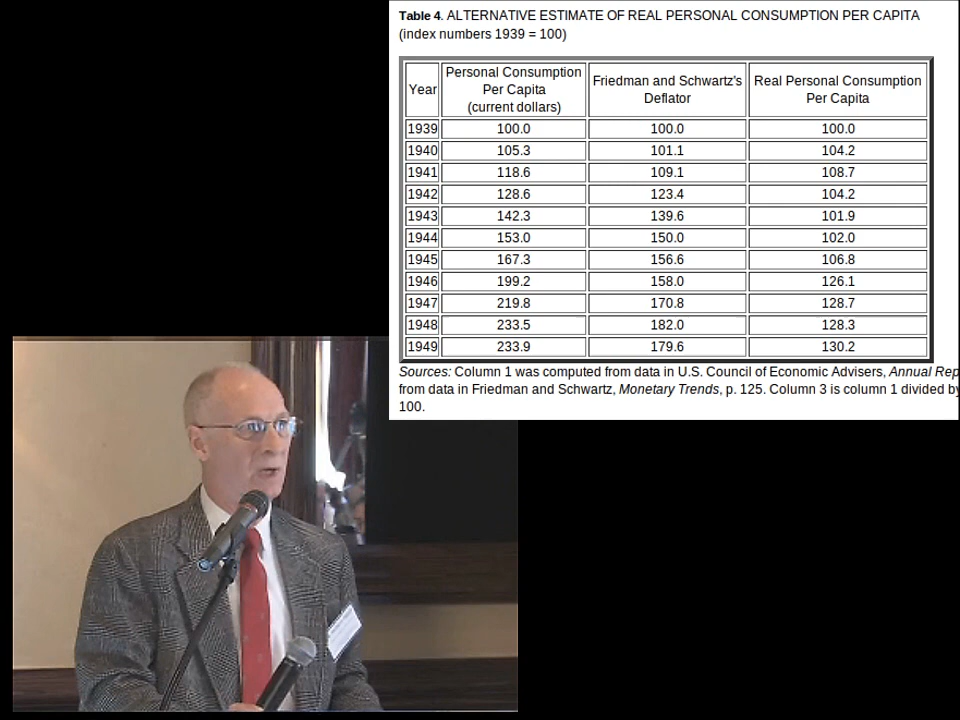 Table 4. ALTERNATIVE ESTIMATE OF REAL PERSONAL CONSUMPTION PER CAPITA
(index numbers 1939 = 100)
Year Personal Consumption Per Capita (current dollars) Friedman and Schwartz's Deflator Real Personal Consumption Per Capita
1939 100.0 100.0 100.0
1940 105.3 101.1 104.2
1941 118.6 109.1 108.7
1942 128.6 123.4 104.2
1943 142.3 139.6 101.9
1944 153.0 150.0 102.0
1945 167.3 156.6 106.8
1946 199.2 158.0 126.1
1947 219.8 170.8 128.7
1948 233.5 182.0 128.3
1949 233.9 179.6 130.2
Sources: Column 1 was computed from data in U.S. Council of Economic Advisers, Annual Rep
from data in Friedman and Schwartz, Monetary Trends, p. 125. Column 3 is column 1 divided by
100.